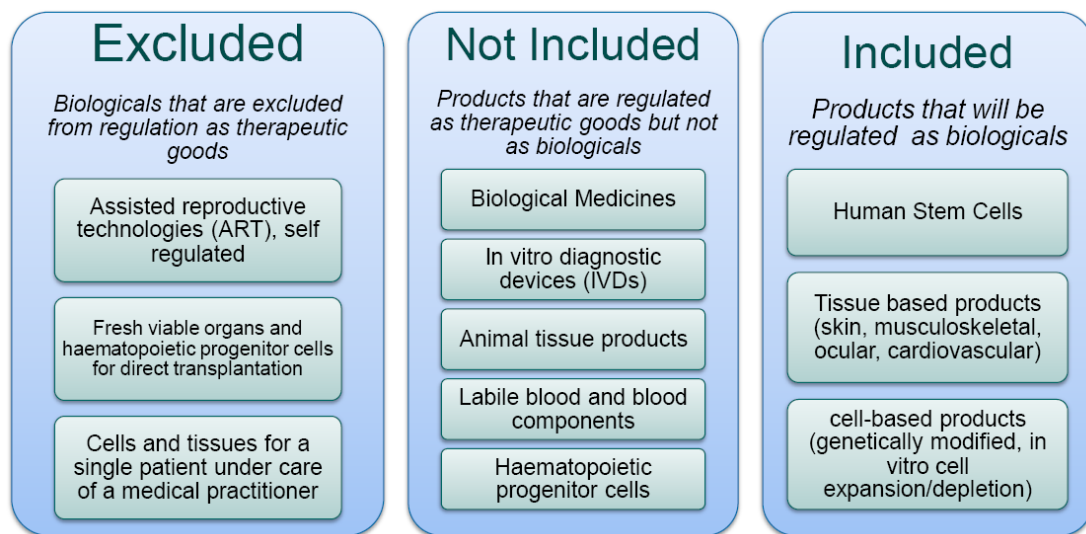 Excluded
Biologicals that are excluded
from regulation as therapeutic
goods
Assisted reproductive
technologies (ART), self
regulated
Fresh viable organs and
haematopoietic progenitor cells
for direct transplantation
Cells and tissues for a
single patient under care
of a medical practitioner
Not Included
Products that are regulated
as therapeutic goods but not
as biologicals
Biological Medicines
In vitro diagnostic
devices (IVDs)
Animal tissue products
Labile blood and blood
components
Haematopoietic
progenitor cells
Included
Products that will be
regulated as biologicals
Human Stem Cells
Tissue based products
(skin, musculoskeletal,
ocular, cardiovascular)
cell-based products
(genetically modified, in
vitro cell
expansion/depletion)